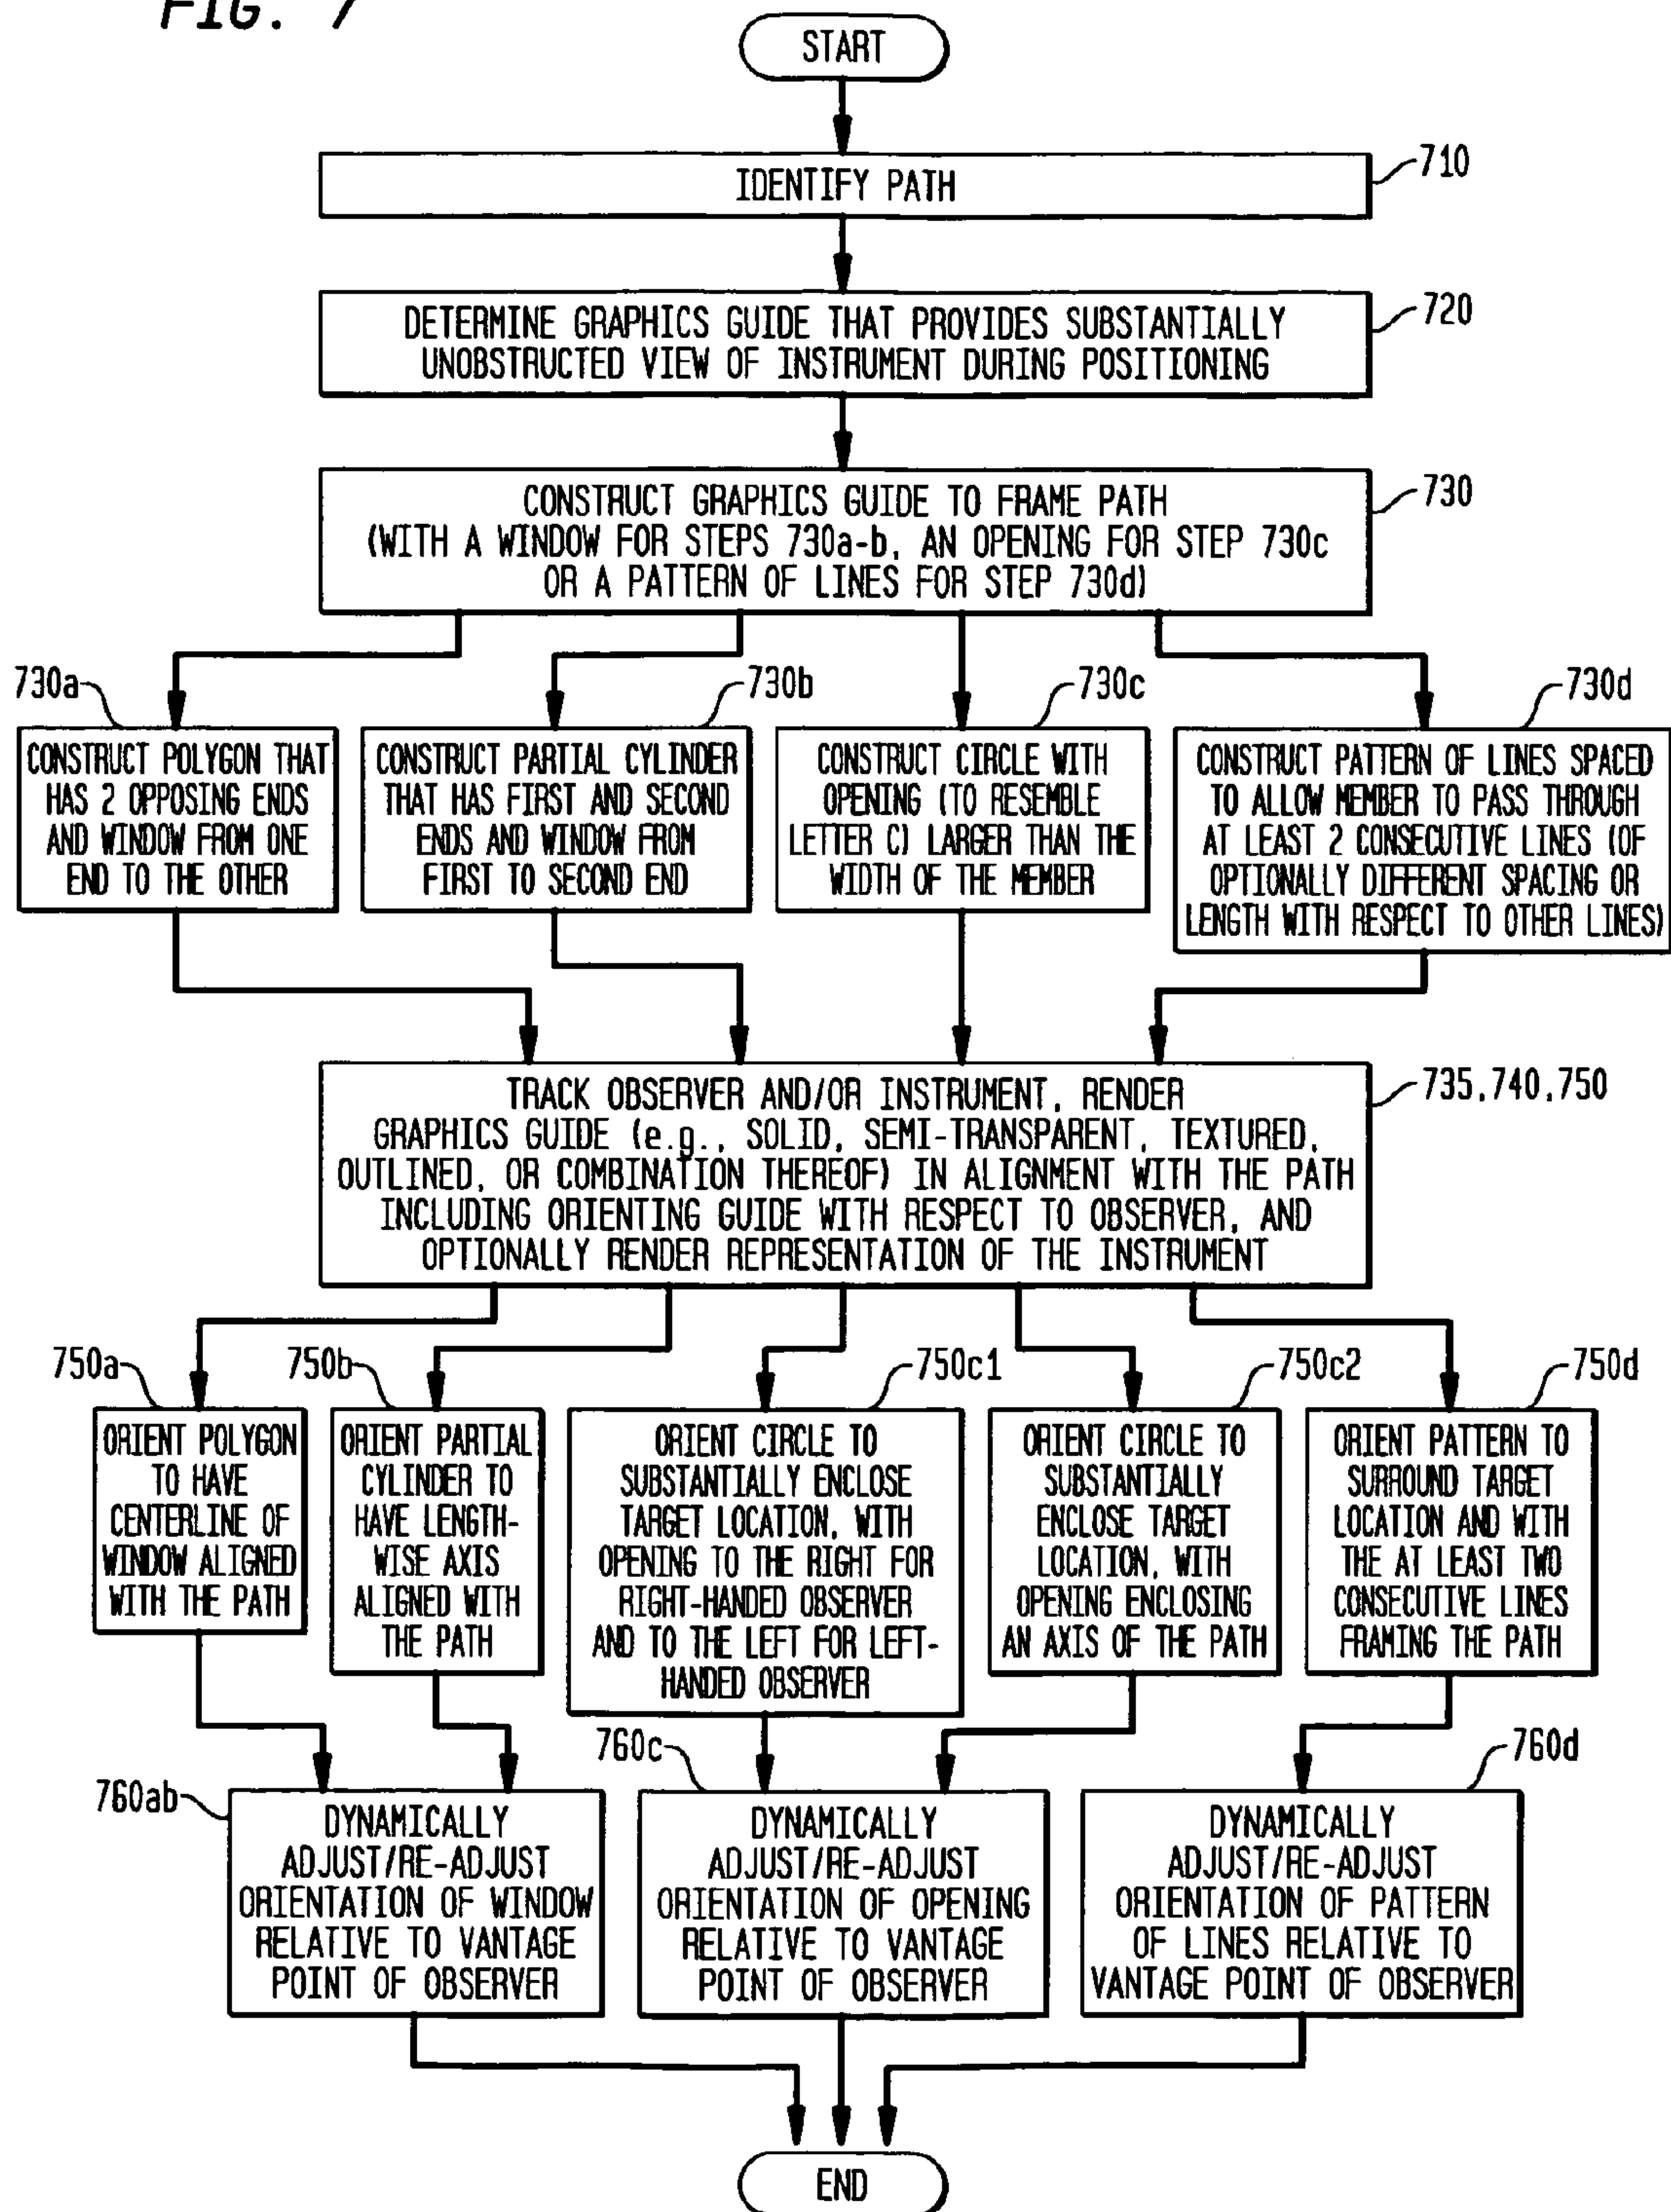 FIG. 7
START
IDENTIFY PATH
710
DETERMINE GRAPHICS GUIDE THAT PROVIDES SUBSTANTIALLY
UNOBSTRUCTED VIEW OF INSTRUMENT DURING POSITIONING
720
CONSTRUCT GRAPHICS GUIDE TO FRAME PATH
(WITH A WINDOW FOR STEPS 730a-b, AN OPENING FOR STEP 730c
OR A PATTERN OF LINES FOR STEP 730d)
730
730a
CONSTRUCT POLYGON THAT
HAS 2 OPPOSING ENDS
AND WINDOW FROM ONE
END TO THE OTHER
730b
CONSTRUCT PARTIAL CYLINDER
THAT HAS FIRST AND SECOND
ENDS AND WINDOW FROM
FIRST TO SECOND END
730c
CONSTRUCT CIRCLE WITH
OPENING (TO RESEMBLE
LETTER C) LARGER THAN THE
WIDTH OF THE MEMBER
730d
CONSTRUCT PATTERN OF LINES SPACED
TO ALLOW MEMBER TO PASS THROUGH
AT LEAST 2 CONSECUTIVE LINES (OF
OPTIONALLY DIFFERENT SPACING OR
LENGTH WITH RESPECT TO OTHER LINES)
TRACK OBSERVER AND/OR INSTRUMENT, RENDER
GRAPHICS GUIDE (e.g., SOLID, SEMI-TRANSPARENT, TEXTURED,
OUTLINED, OR COMBINATION THEREOF) IN ALIGNMENT WITH THE PATH
INCLUDING ORIENTING GUIDE WITH RESPECT TO OBSERVER, AND
OPTIONALLY RENDER REPRESENTATION OF THE INSTRUMENT
735,740,750
750a
ORIENT POLYGON
TO HAVE
CENTERLINE OF
WINDOW ALIGNED
WITH THE PATH
750b
ORIENT PARTIAL
CYLINDER TO
HAVE LENGTH-
WISE AXIS
ALIGNED WITH
THE PATH
750c1
ORIENT CIRCLE TO
SUBSTANTIALLY ENCLOSE
TARGET LOCATION, WITH
OPENING TO THE RIGHT FOR
RIGHT-HANDED OBSERVER
AND TO THE LEFT FOR LEFT-
HANDED OBSERVER
750c2
ORIENT CIRCLE TO
SUBSTANTIALLY
ENCLOSE TARGET
LOCATION, WITH
OPENING ENCLOSING
AN AXIS OF THE PATH
750d
ORIENT PATTERN TO
SURROUND TARGET
LOCATION AND WITH
THE AT LEAST TWO
CONSECUTIVE LINES
FRAMING THE PATH
760ab
DYNAMICALLY
ADJUST/RE-ADJUST
ORIENTATION OF WINDOW
RELATIVE TO VANTAGE
POINT OF OBSERVER
760c
DYNAMICALLY
ADJUST/RE-ADJUST
ORIENTATION OF OPENING
RELATIVE TO VANTAGE
POINT OF OBSERVER
760d
DYNAMICALLY
ADJUST/RE-ADJUST
ORIENTATION OF PATTERN
OF LINES RELATIVE TO
VANTAGE POINT OF OBSERVER
END